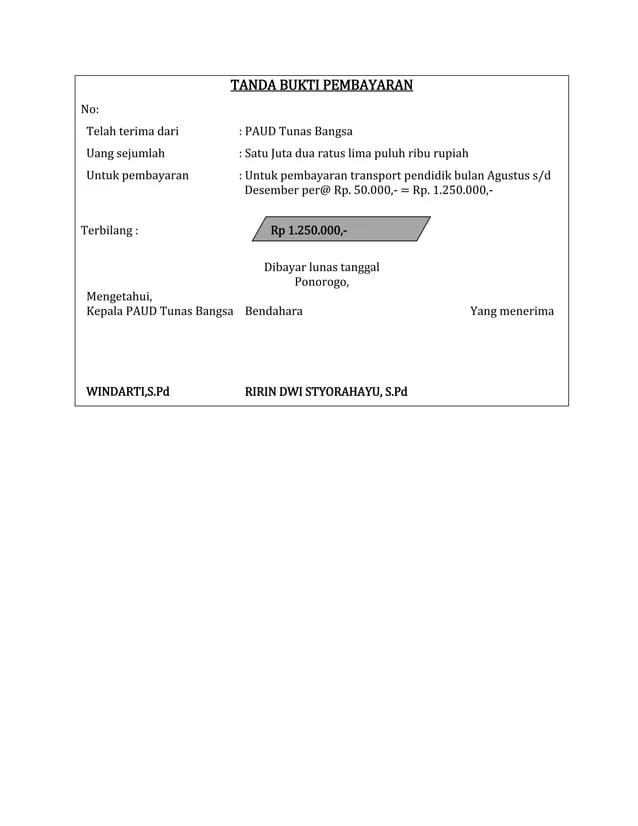 TANDA BUKTI PEMBAYARAN
No:
Telah terima dari : PAUD Tunas Bangsa
Uang sejumlah : Satu Juta dua ratus lima puluh ribu rupiah
Untuk pembayaran : Untuk pembayaran transport pendidik bulan Agustus s/d
Desember per@ Rp. 50.000,- = Rp. 1.250.000,-
Terbilang : Rp 1.250.000,-
Dibayar lunas tanggal
Ponorogo,
Mengetahui,
Kepala PAUD Tunas Bangsa Bendahara Yang menerima
WINDARTI,S.Pd RIRIN DWI STYORAHAYU, S.Pd